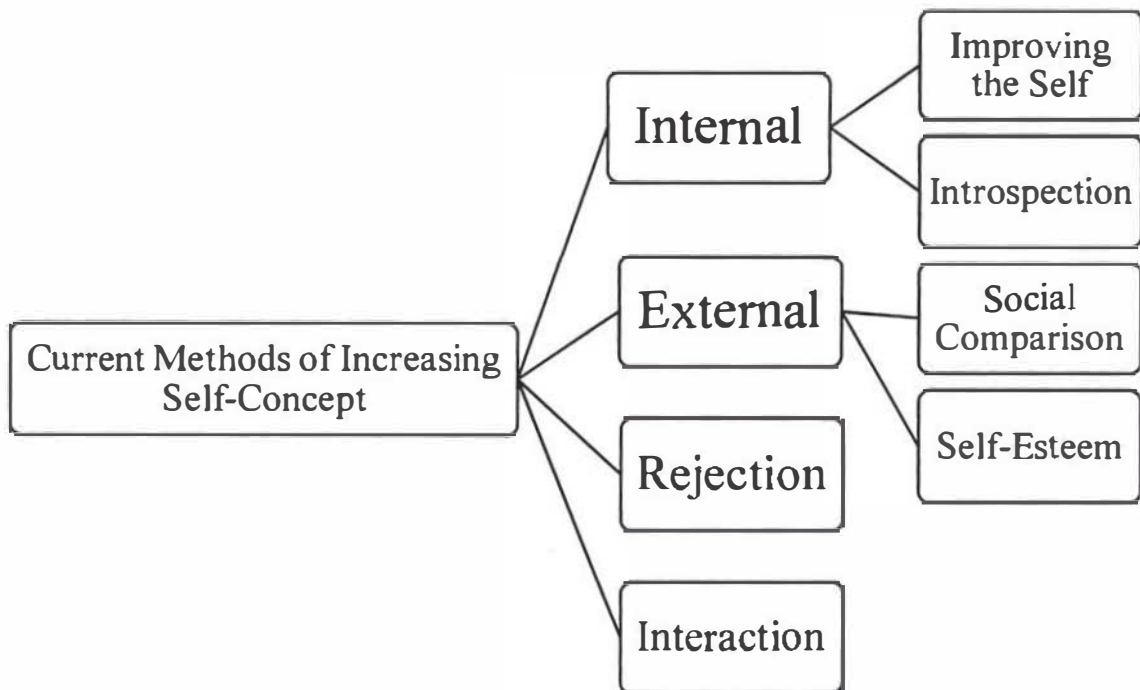 Improving
the Self
Internal
Introspection
External
Social
Comparison
Current Methods of Increasing
Self-Concept
Self-Esteem
Rejection
Interaction